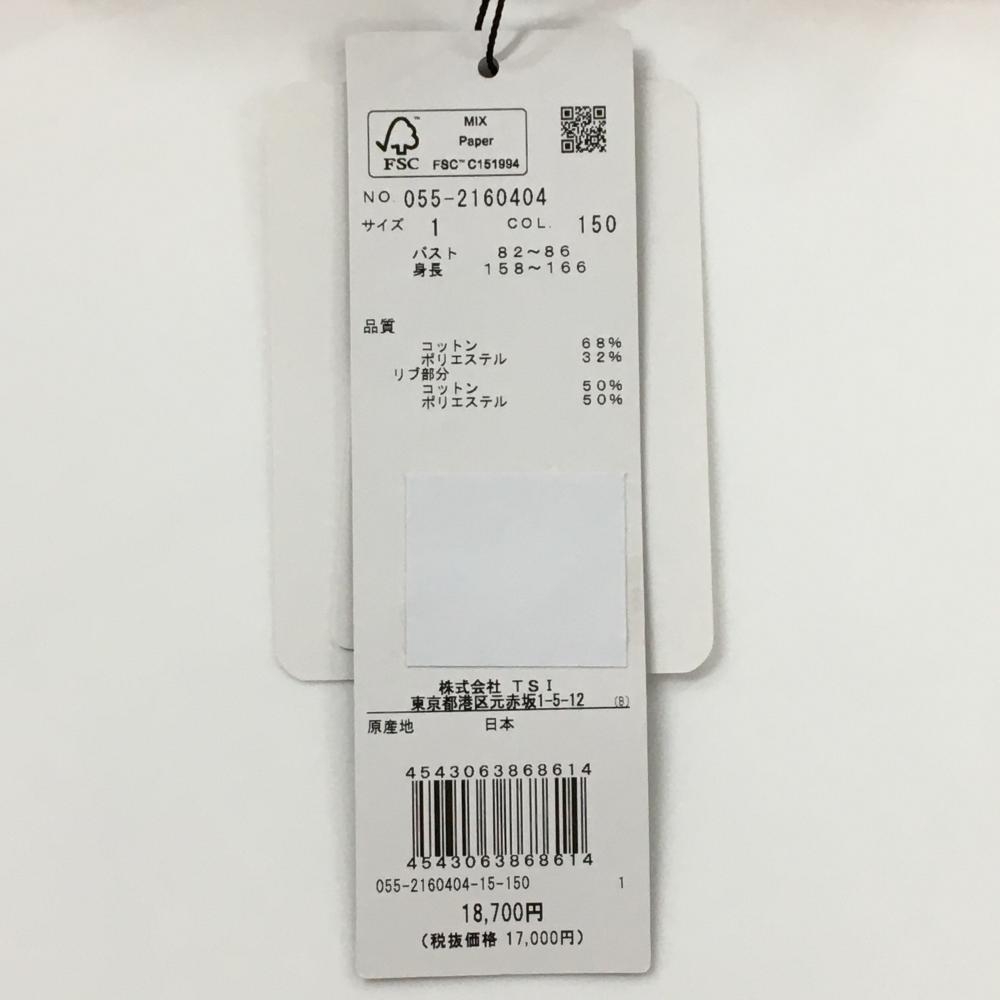 MIX
Paper
FSC™ C151994
FSC™
NO. 055-2160404
サイズ 1 COL. 150
バスト 82～86
身長 158～166
品質
コットン 68%
ポリエステル 32%
リブ部分
コットン 50%
ポリエステル 50%
株式会社 TSI
東京都港区元赤坂1-5-12 (B)
原産地 日本
4543063868614
4543063868614
055-2160404-15-150 1
18,700円
(税抜価格 17,000円)